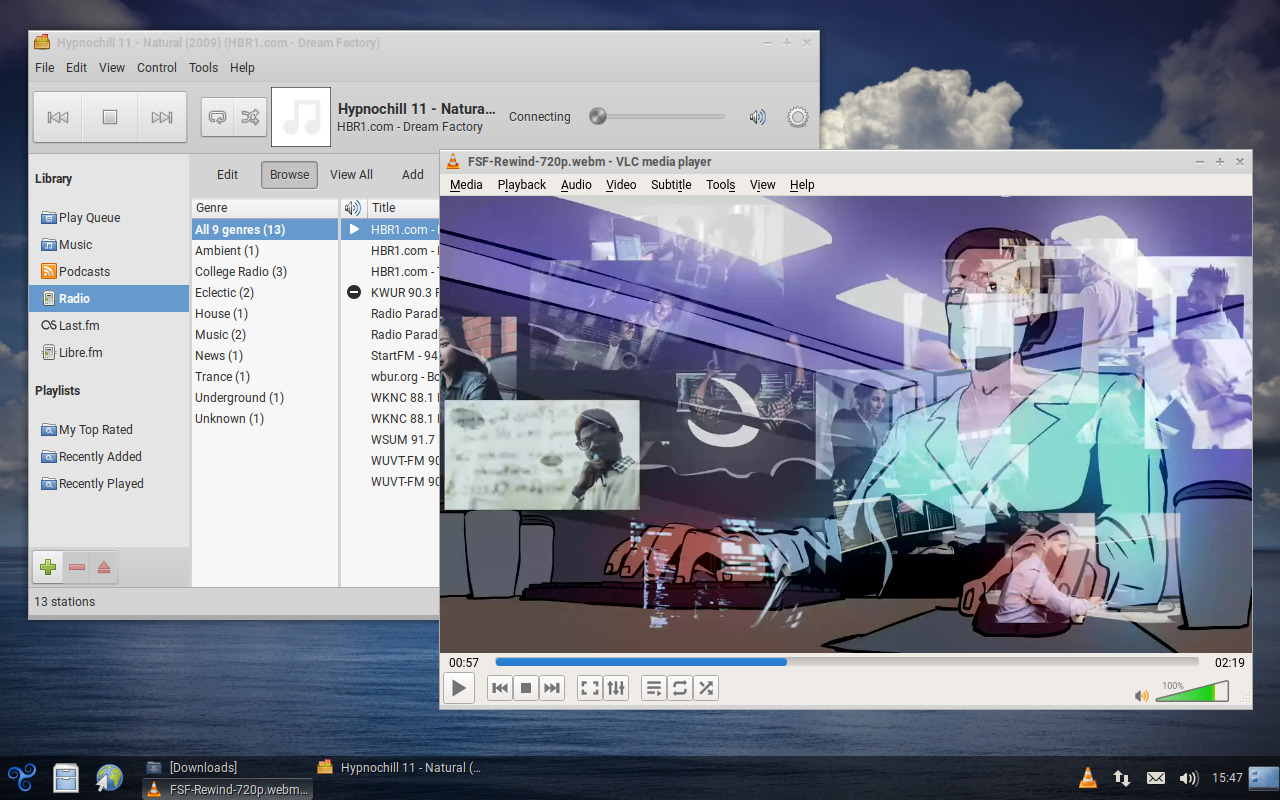 Hypnochill 11 - Natural (2009) (HBR1.com - Dream Factory)
File Edit View Control Tools Help
Hypnochill 11 - Natura...
HBR1.com - Dream Factory
Connecting
Library
Play Queue
Music
Podcasts
Radio
Last.fm
Libre.fm
Playlists
My Top Rated
Recently Added
Recently Played
13 stations
Edit Browse View All Add
Genre
All 9 genres (13)
Ambient (1)
College Radio (3)
Eclectic (2)
House (1)
Music (2)
News (1)
Trance (1)
Underground (1)
Unknown (1)
Title
HBR1.com -
HBR1.com -
HBR1.com -
KWUR 90.3
Radio Parad
Radio Parad
StartFM - 94
wbur.org - Bo
WKNC 88.1
WKNC 88.1
WSUM 91.7
WUVT-FM 90
WUVT-FM 90
FSF-Rewind-720p.webm - VLC media player
Media Playback Audio Video Subtitle Tools View Help
00:57 02:19
100%
[Downloads]
Hypnochill 11 - Natural (...
FSF-Rewind-720p.webm...
15:47